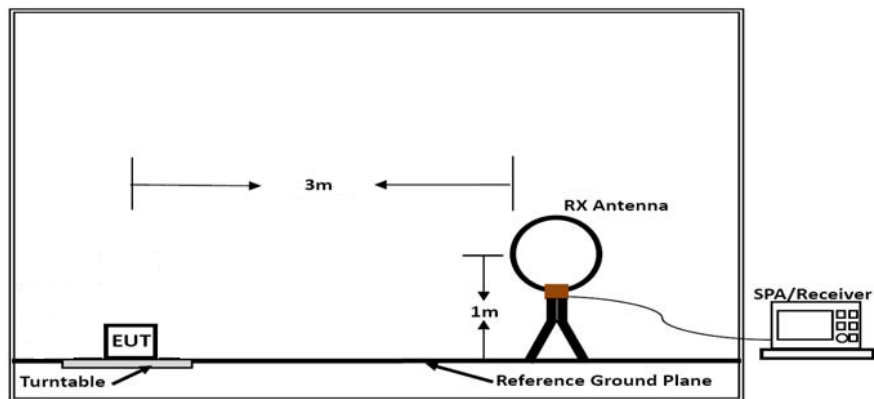 3m
RX Antenna
SPA/Receiver
1m
EUT
Turntable
Reference Ground Plane